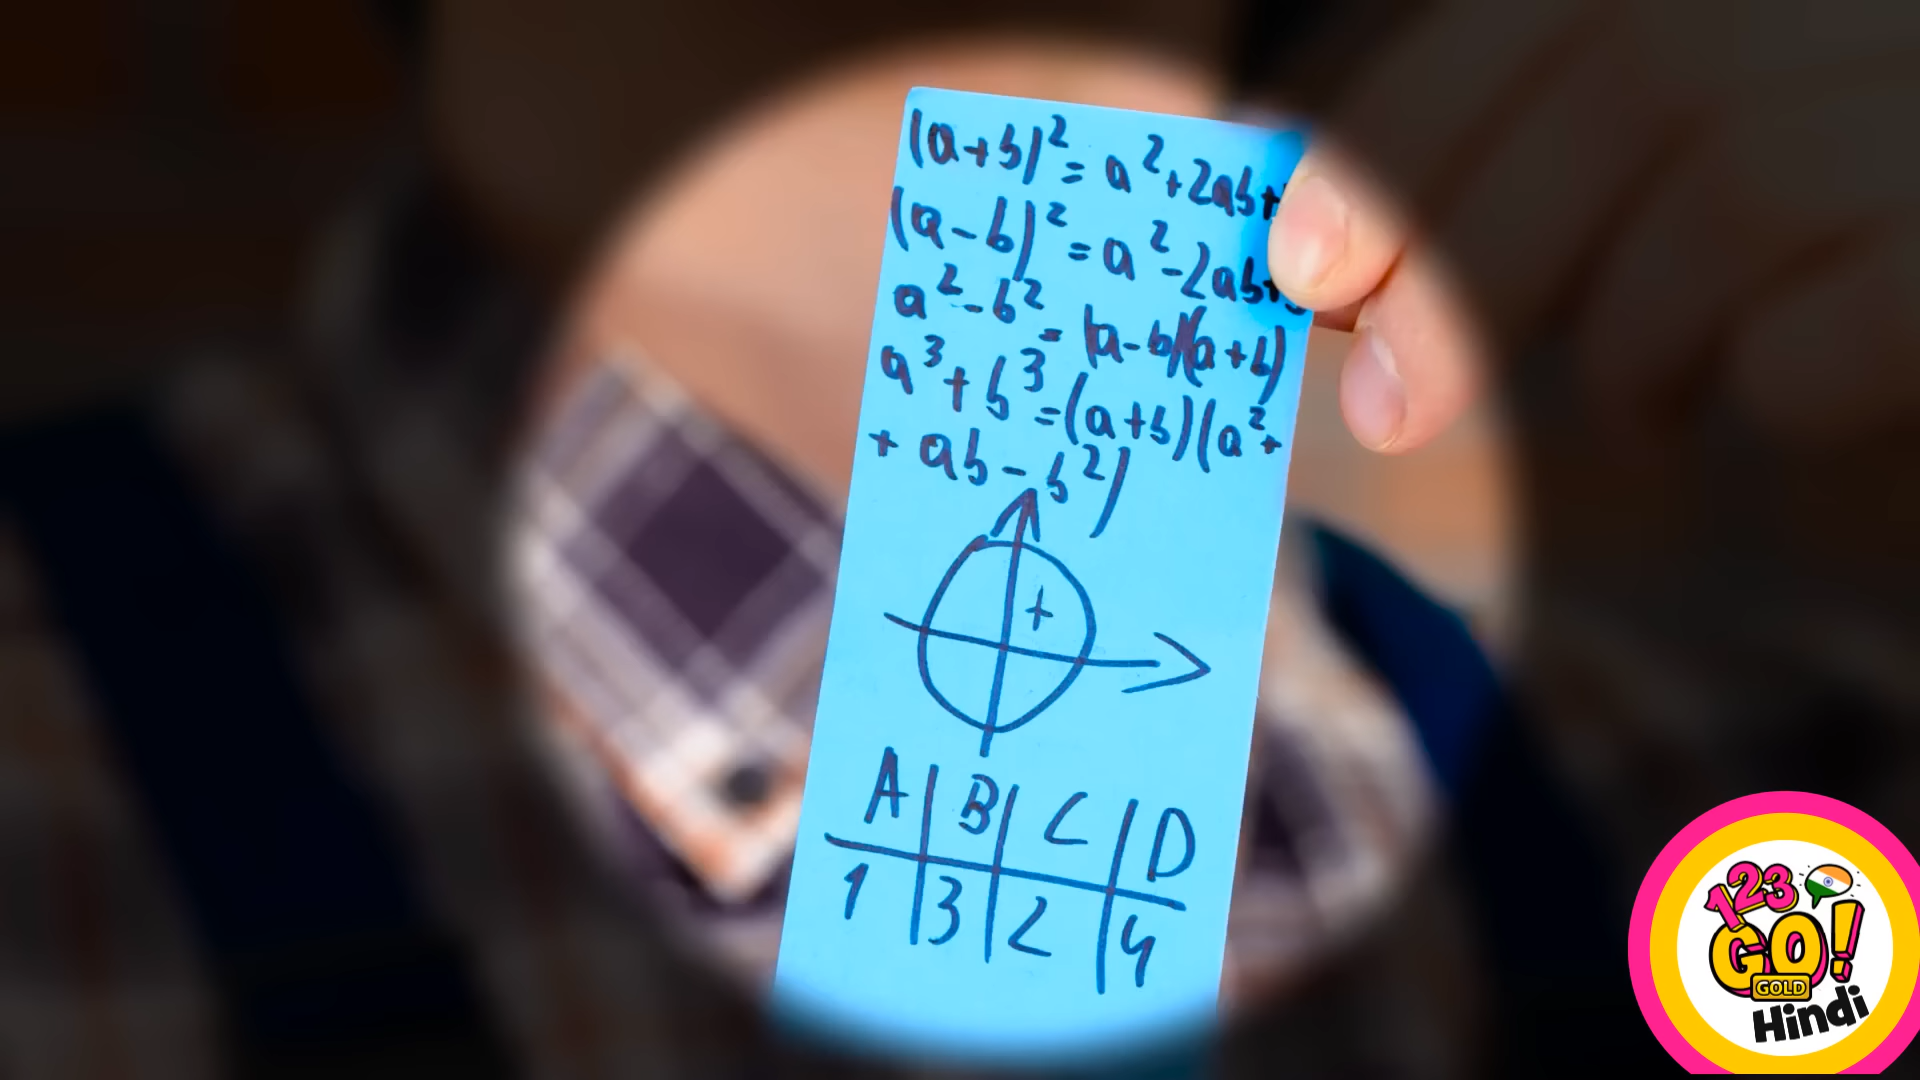 (a+b)² = a²+2ab+
(a-b)² = a²-2ab+
a²-b² = (a-b)(a+b)
a³+b³=(a+b)(a²+
+ab-b²)
+
A | B | C | D
1 | 3 | 2 | 4
123
GO!
GOLD
Hindi